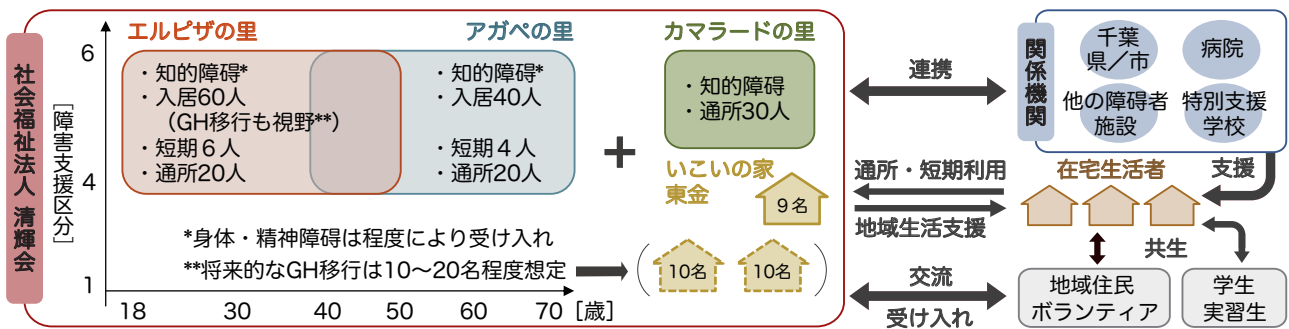 社会福祉法人 清輝会
[障害支援区分]
6
4
1
18
30
40
50
60
70
[歳]
エルピザの里
・知的障碍*
・入居60人
（GH移行も視野**）
・短期６人
・通所20人
アガペの里
・知的障碍*
・入居40人
・短期４人
・通所20人
+
カマラードの里
・知的障碍
・通所30人
いこいの家
東金
９名
*身体・精神障碍は程度により受け入れ
**将来的なGH移行は10〜20名程度想定
（10名 10名）
連携
通所・短期利用
地域生活支援
交流
受け入れ
関係機関
千葉
県／市
病院
他の障碍者
施設
特別支援
学校
在宅生活者
支援
共生
地域住民
ボランティア
学生
実習生